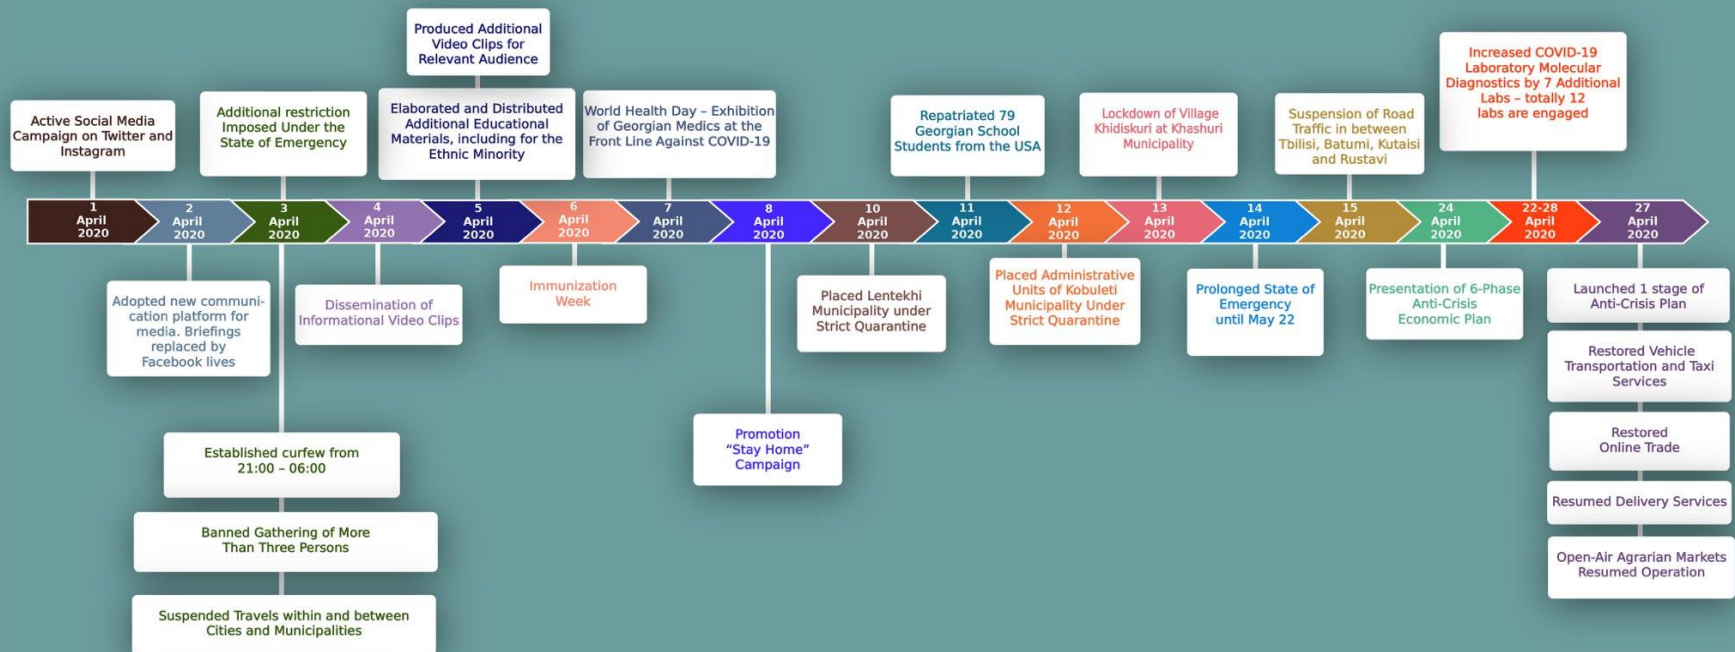 Produced Additional
Video Clips for
Relevant Audience
Active Social Media
Campaign on Twitter and
Instagram
Additional restriction
Imposed Under the
State of Emergency
Elaborated and Distributed
Additional Educational
Materials, including for the
Ethnic Minority
World Health Day – Exhibition
of Georgian Medics at the
Front Line Against COVID-19
Repatriated 79
Georgian School
Students from the USA
Lockdown of Village
Khidiskuri at Khashuri
Municipality
Suspension of Road
Traffic in between
Tbilisi, Batumi, Kutaisi
and Rustavi
Increased COVID-19
Laboratory Molecular
Diagnostics by 7 Additional
Labs – totally 12
labs are engaged
1
April
2020
2
April
2020
3
April
2020
4
April
2020
5
April
2020
6
April
2020
7
April
2020
8
April
2020
10
April
2020
11
April
2020
12
April
2020
13
April
2020
14
April
2020
15
April
2020
24
April
2020
22-28
April
2020
27
April
2020
Adopted new communi-
cation platform for
media. Briefings
replaced by
Facebook lives
Dissemination of
Informational Video Clips
Immunization
Week
Placed Lentekhi
Municipality under
Strict Quarantine
Placed Administrative
Units of Kobuleti
Municipality Under
Strict Quarantine
Prolonged State of
Emergency
until May 22
Presentation of 6-Phase
Anti-Crisis
Economic Plan
Launched 1 stage of
Anti-Crisis Plan
Restored Vehicle
Transportation and Taxi
Services
Restored
Online Trade
Resumed Delivery Services
Open-Air Agrarian Markets
Resumed Operation
Promotion
“Stay Home”
Campaign
Established curfew from
21:00 – 06:00
Banned Gathering of More
Than Three Persons
Suspended Travels within and between
Cities and Municipalities